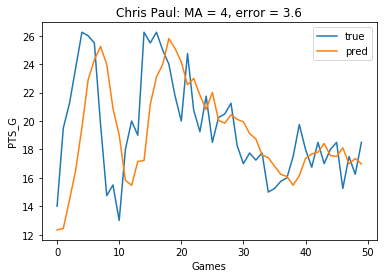 Chris Paul: MA = 4, error = 3.6
true
pred
PTS_G
26
24
22
20
18
16
14
12
0
10
20
30
40
50
Games